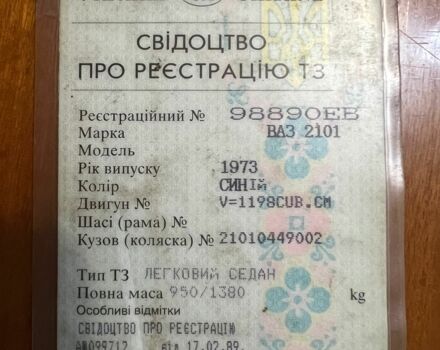 СВІДОЦТВО
ПРО РЕЄСТРАЦІЮ ТЗ
Реєстраційний № 98890ЕВ
Марка ВАЗ 2101
Модель
Рік випуску 1973
Колір СИНІЙ
Двигун № V=1198CUB.CM
Шасі (рама) №
Кузов (коляска) № 21010449002
Тип ТЗ ЛЕГКОВИЙ СЕДАН
Повна маса 950/1380 kg
Особливі відмітки
СВІДОЦТВО ПРО РЕЄСТРАЦІЮ
від 17.02.89.